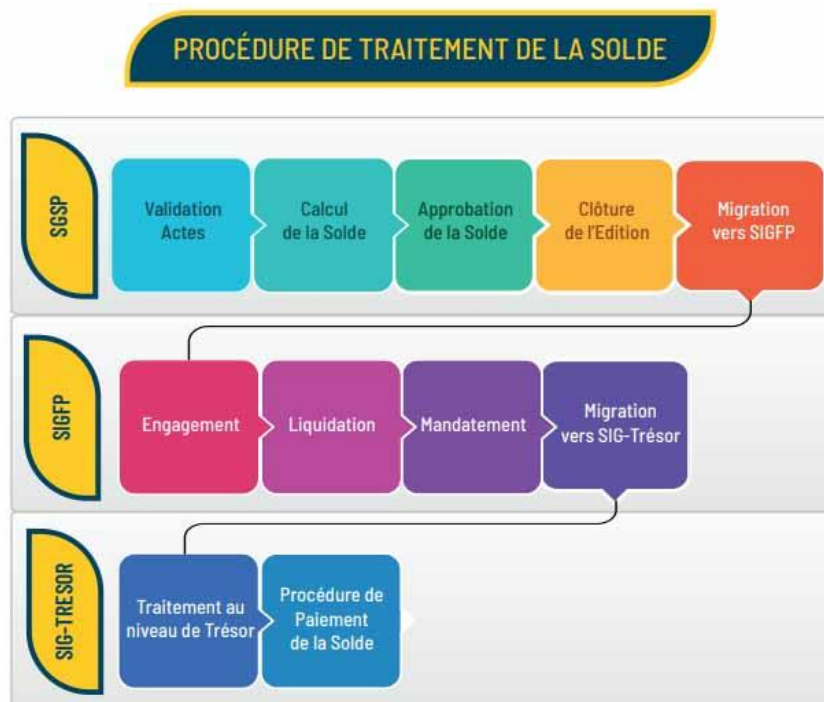 PROCÉDURE DE TRAITEMENT DE LA SOLDE
SGSP
Validation
Actes
Calcul
de la Solde
Approbation
de la Solde
Clôture
de l'Edition
Migration
vers SIGFP
SIGFP
Engagement
Liquidation
Mandatement
Migration
vers SIG-Trésor
SIG-TRESOR
Traitement au
niveau de Trésor
Procédure de
Paiement
de la Solde